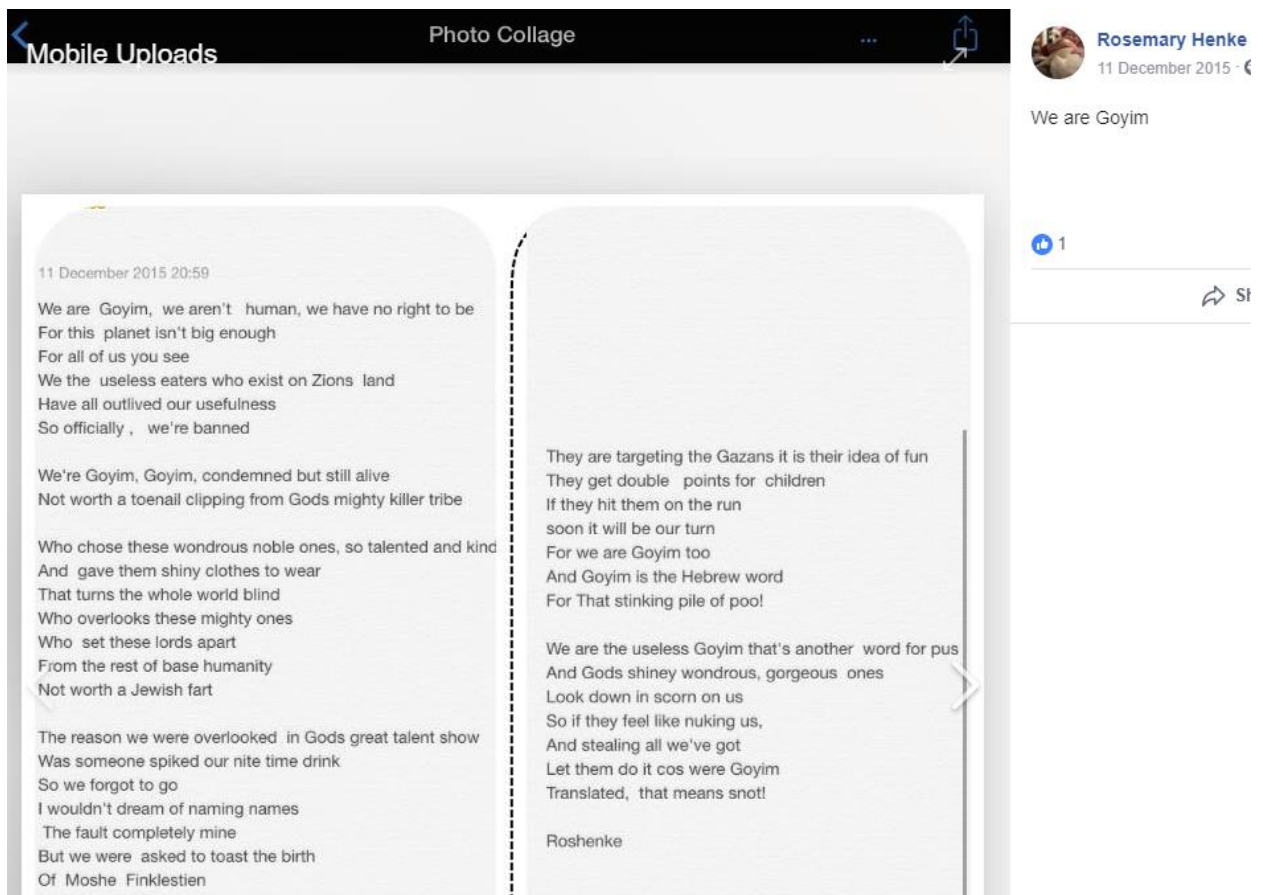 Mobile Uploads
Photo Collage
...
11 December 2015 20:59
We are Goyim, we aren't human, we have no right to be
For this planet isn't big enough
For all of us you see
We the useless eaters who exist on Zions land
Have all outlived our usefulness
So officially , we're banned
We're Goyim, Goyim, condemned but still alive
Not worth a toenail clipping from Gods mighty killer tribe
Who chose these wondrous noble ones, so talented and kind
And gave them shiny clothes to wear
That turns the whole world blind
Who overlooks these mighty ones
Who set these lords apart
From the rest of base humanity
Not worth a Jewish fart
The reason we were overlooked in Gods great talent show
Was someone spiked our nite time drink
So we forgot to go
I wouldn't dream of naming names
The fault completely mine
But we were asked to toast the birth
Of Moshe Finklestien
They are targeting the Gazans it is their idea of fun
They get double points for children
If they hit them on the run
soon it will be our turn
For we are Goyim too
And Goyim is the Hebrew word
For That stinking pile of poo!
We are the useless Goyim that's another word for pus
And Gods shiney wondrous, gorgeous ones
Look down in scorn on us
So if they feel like nuking us,
And stealing all we've got
Let them do it cos were Goyim
Translated, that means snot!
Roshenke
Rosemary Henke
11 December 2015 ·
We are Goyim
1